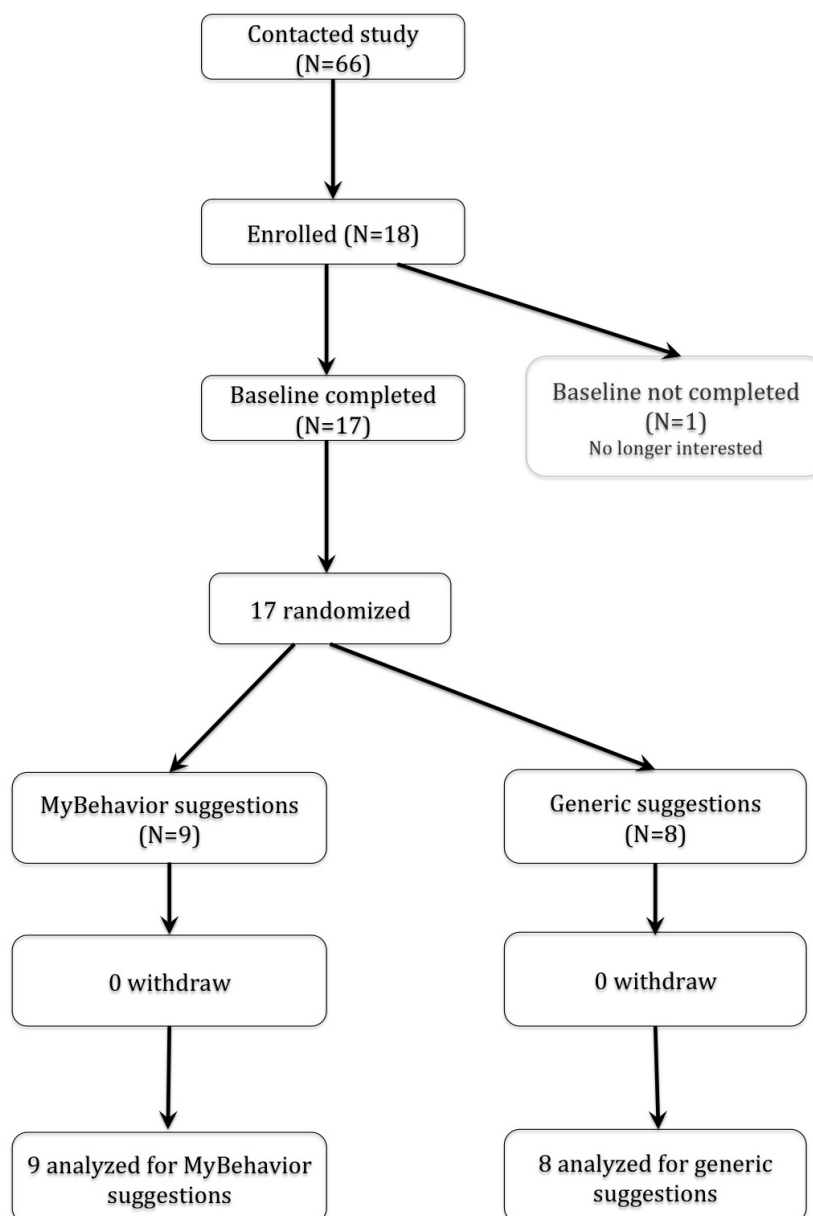 Contacted study
(N=66)
Enrolled (N=18)
Baseline completed
(N=17)
Baseline not completed
(N=1)
No longer interested
17 randomized
MyBehavior suggestions
(N=9)
Generic suggestions
(N=8)
0 withdraw
0 withdraw
9 analyzed for MyBehavior
suggestions
8 analyzed for generic
suggestions